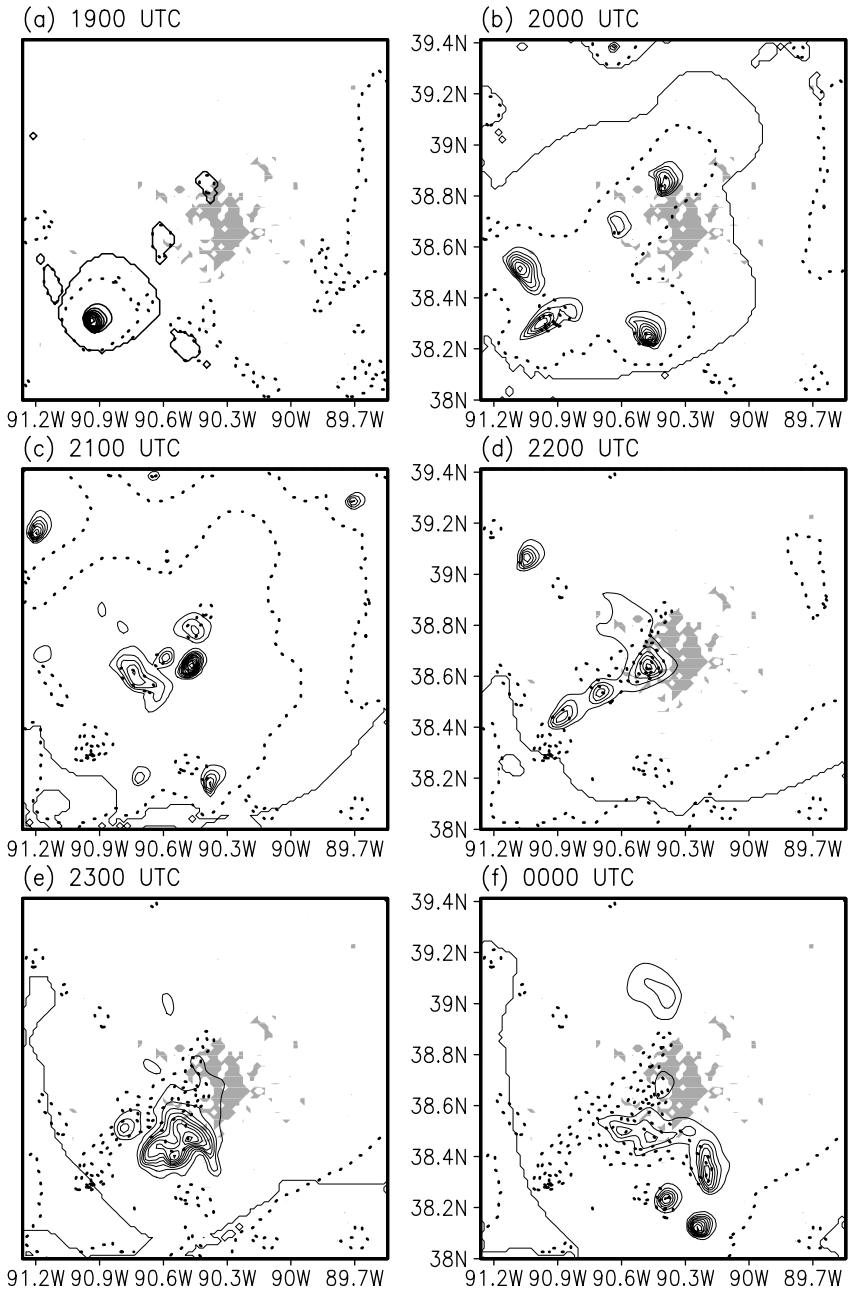 (a) 1900 UTC
(b) 2000 UTC
39.4N
39.2N
39N
38.8N
38.6N
38.4N
38.2N
38N
91.2W 90.9W 90.6W 90.3W 90W 89.7W
91.2W 90.9W 90.6W 90.3W 90W 89.7W
(c) 2100 UTC
(d) 2200 UTC
39.4N
39.2N
39N
38.8N
38.6N
38.4N
38.2N
38N
91.2W 90.9W 90.6W 90.3W 90W 89.7W
91.2W 90.9W 90.6W 90.3W 90W 89.7W
(e) 2300 UTC
(f) 0000 UTC
39.4N
39.2N
39N
38.8N
38.6N
38.4N
38.2N
38N
91.2W 90.9W 90.6W 90.3W 90W 89.7W
91.2W 90.9W 90.6W 90.3W 90W 89.7W